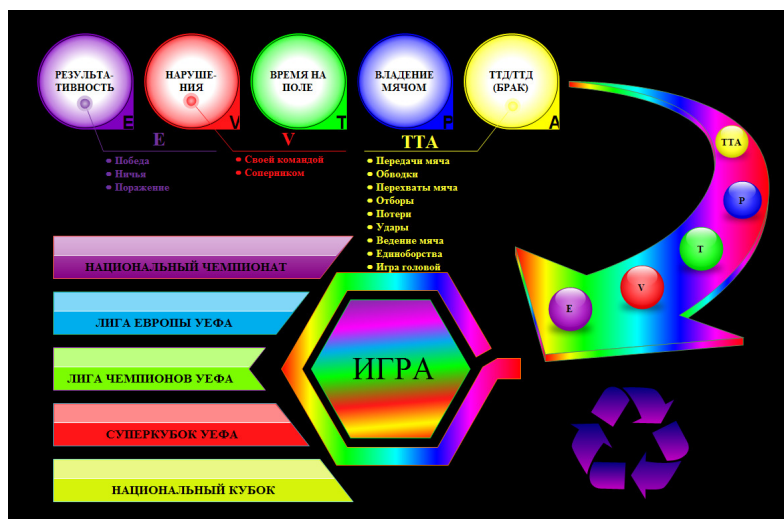 РЕЗУЛЬТА-
ТИВНОСТЬ
E
НАРУШЕ-
НИЯ
V
ВРЕМЯ НА
ПОЛЕ
T
ВЛАДЕНИЕ
МЯЧОМ
P
ТТД/ТТД
(БРАК)
A
E
• Победа
• Ничья
• Поражение
V
• Своей командой
• Соперником
TTA
• Передачи мяча
• Обводки
• Перехваты мяча
• Отборы
• Потери
• Удары
• Ведение мяча
• Единоборства
• Игра головой
TTA
P
T
V
E
НАЦИОНАЛЬНЫЙ ЧЕМПИОНАТ
ЛИГА ЕВРОПЫ УЕФА
ЛИГА ЧЕМПИОНОВ УЕФА
СУПЕРКУБОК УЕФА
НАЦИОНАЛЬНЫЙ КУБОК
ИГРА